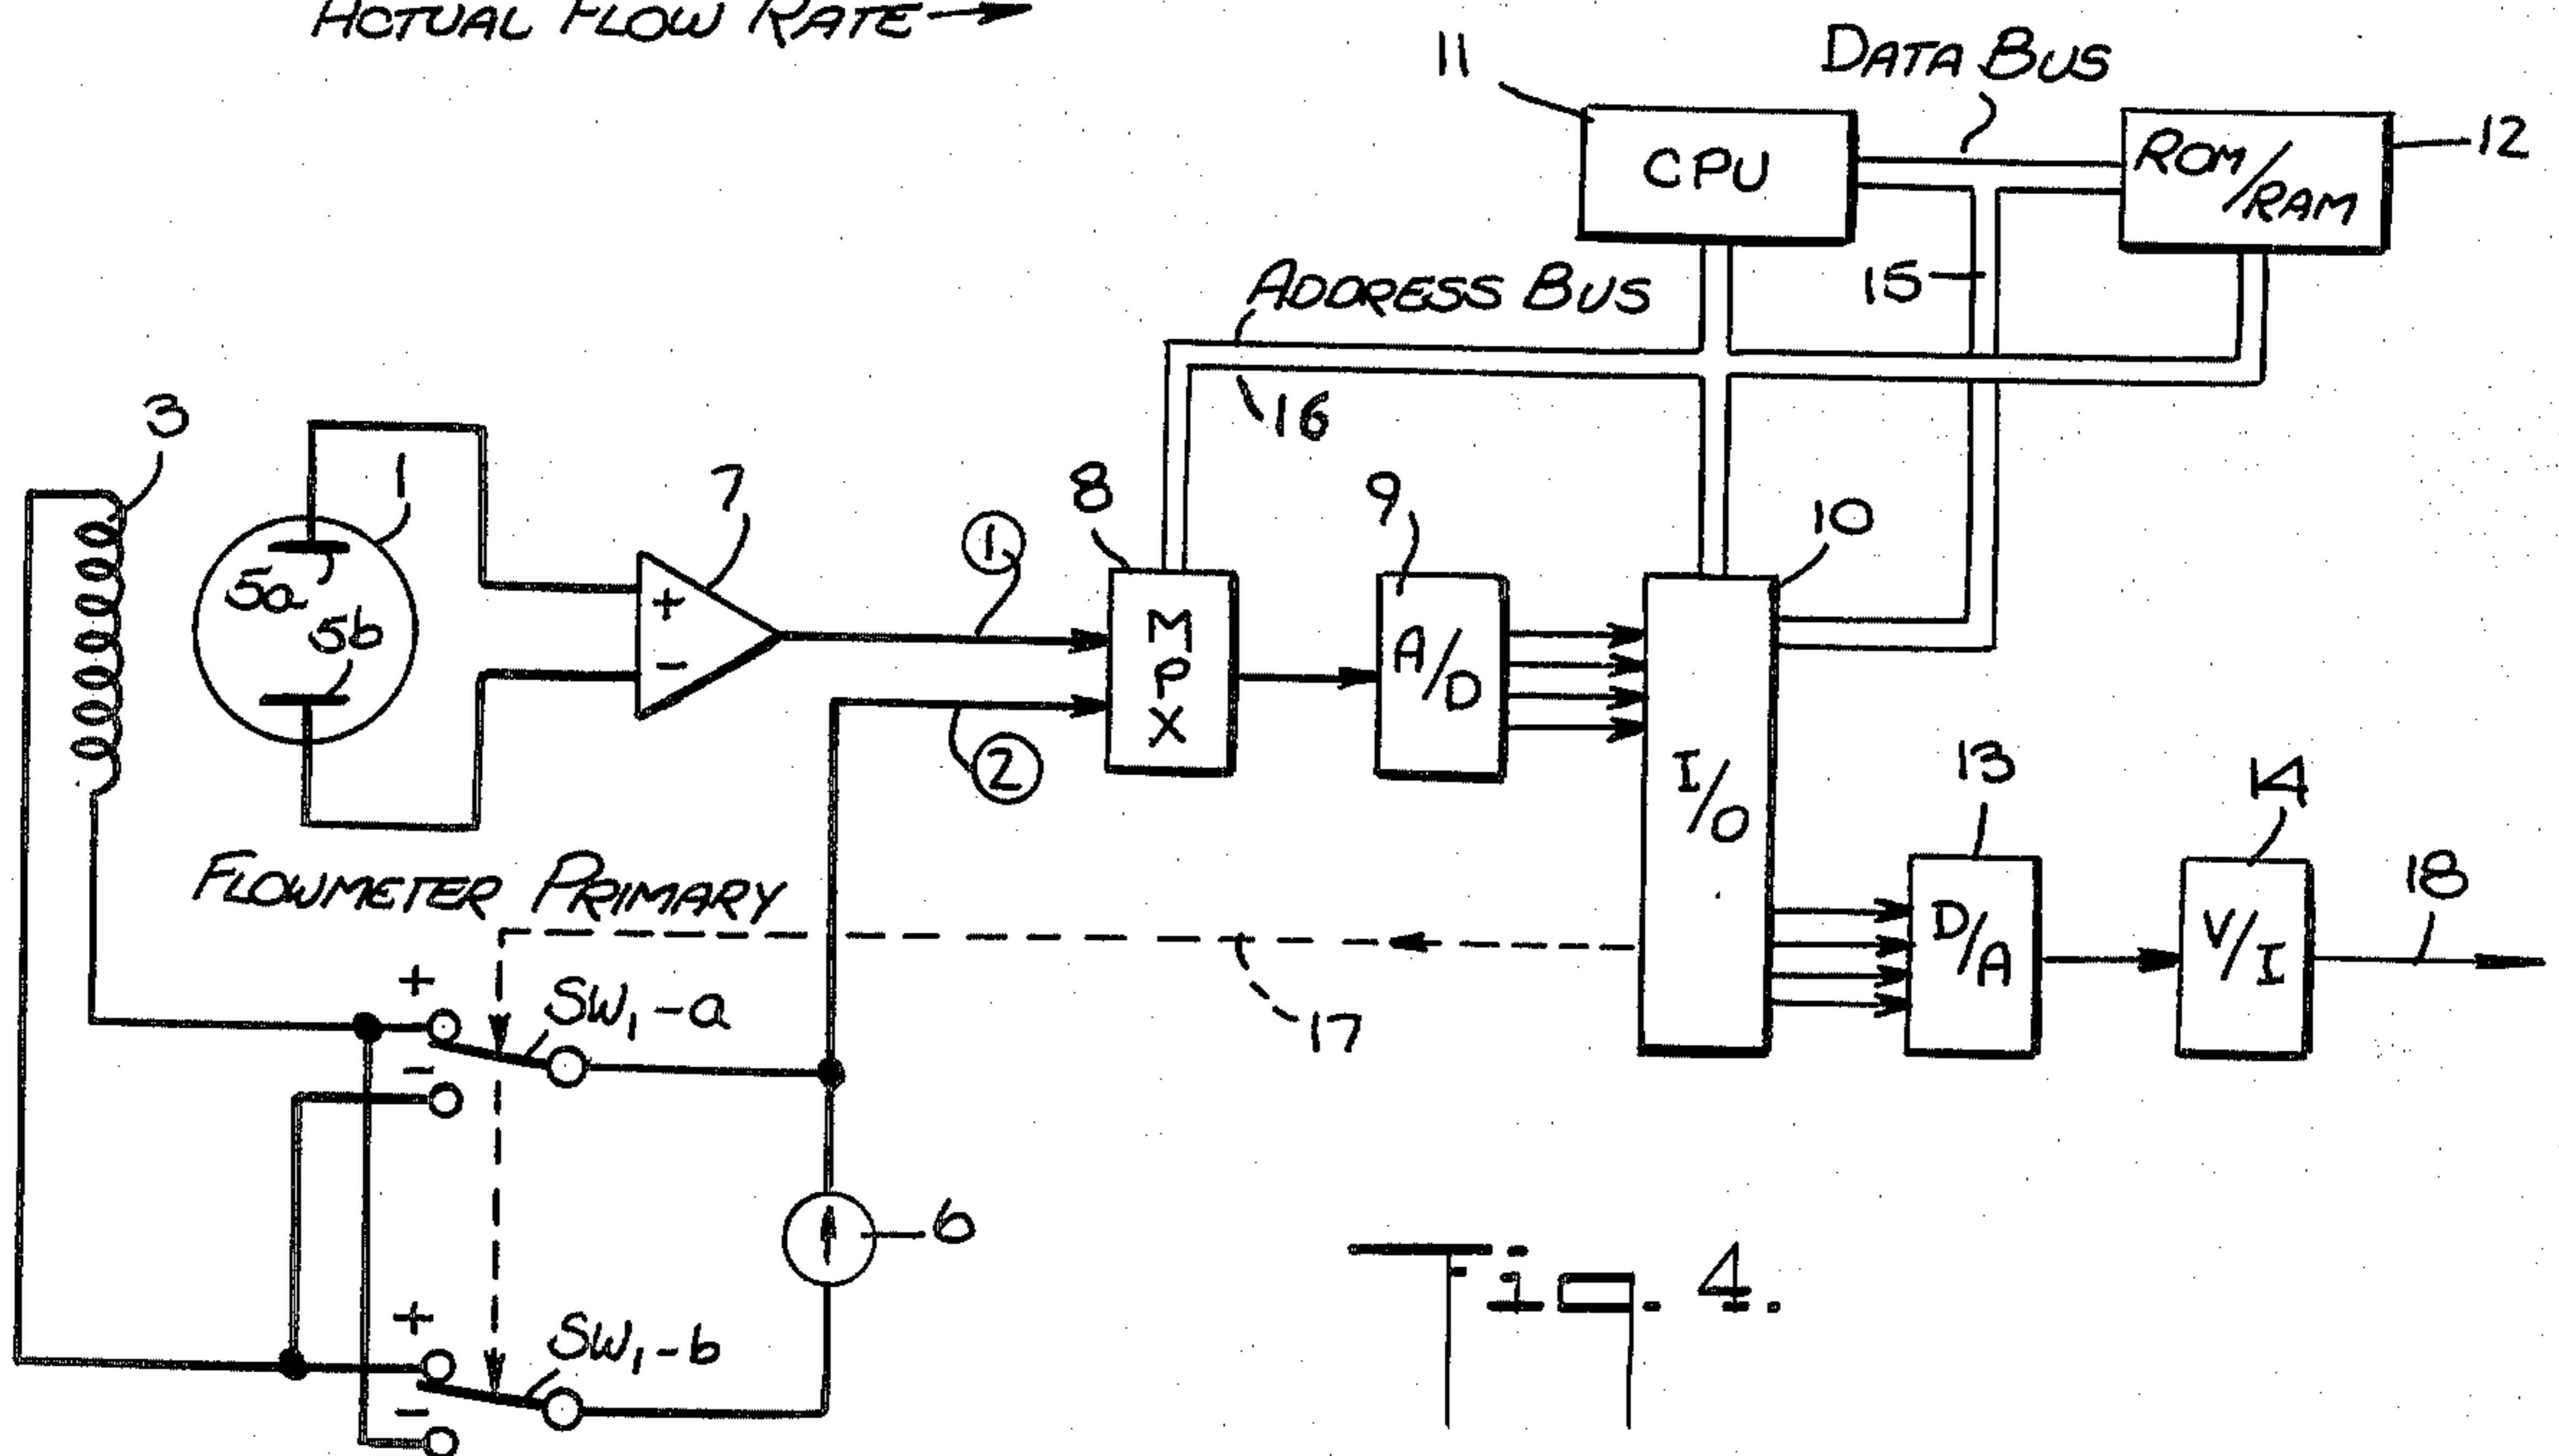 ACTUAL FLOW RATE
11
DATA BUS
CPU
ROM/RAM
12
15
ADDRESS BUS
16
3
1
5a
5b
7
+
-
①
②
8
MPX
9
A/D
10
I/O
13
D/A
14
V/I
18
FLOWMETER PRIMARY
17
+
SW₁-a
-
6
+
SW₁-b
-
Fig. 4.